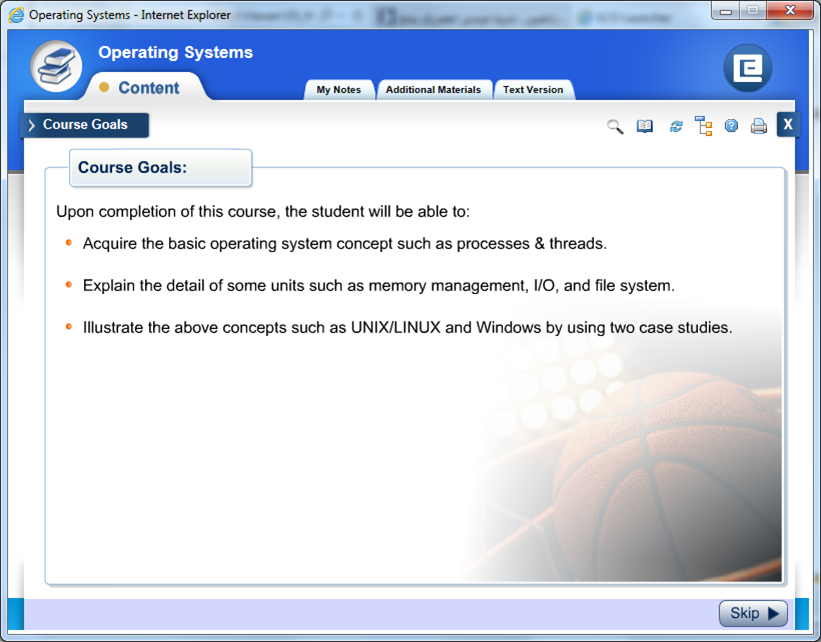 Operating Systems - Internet Explorer
Operating Systems
Content
My Notes
Additional Materials
Text Version
Course Goals
X
Course Goals:
Upon completion of this course, the student will be able to:
Acquire the basic operating system concept such as processes & threads.
Explain the detail of some units such as memory management, I/O, and file system.
Illustrate the above concepts such as UNIX/LINUX and Windows by using two case studies.
Skip